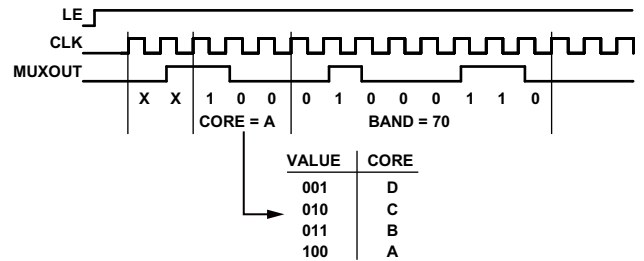 LE
CLK
MUXOUT
X X 1 0 0 0 1 0 0 0 1 1 0
CORE = A BAND = 70
VALUE CORE
001 D
010 C
011 B
100 A